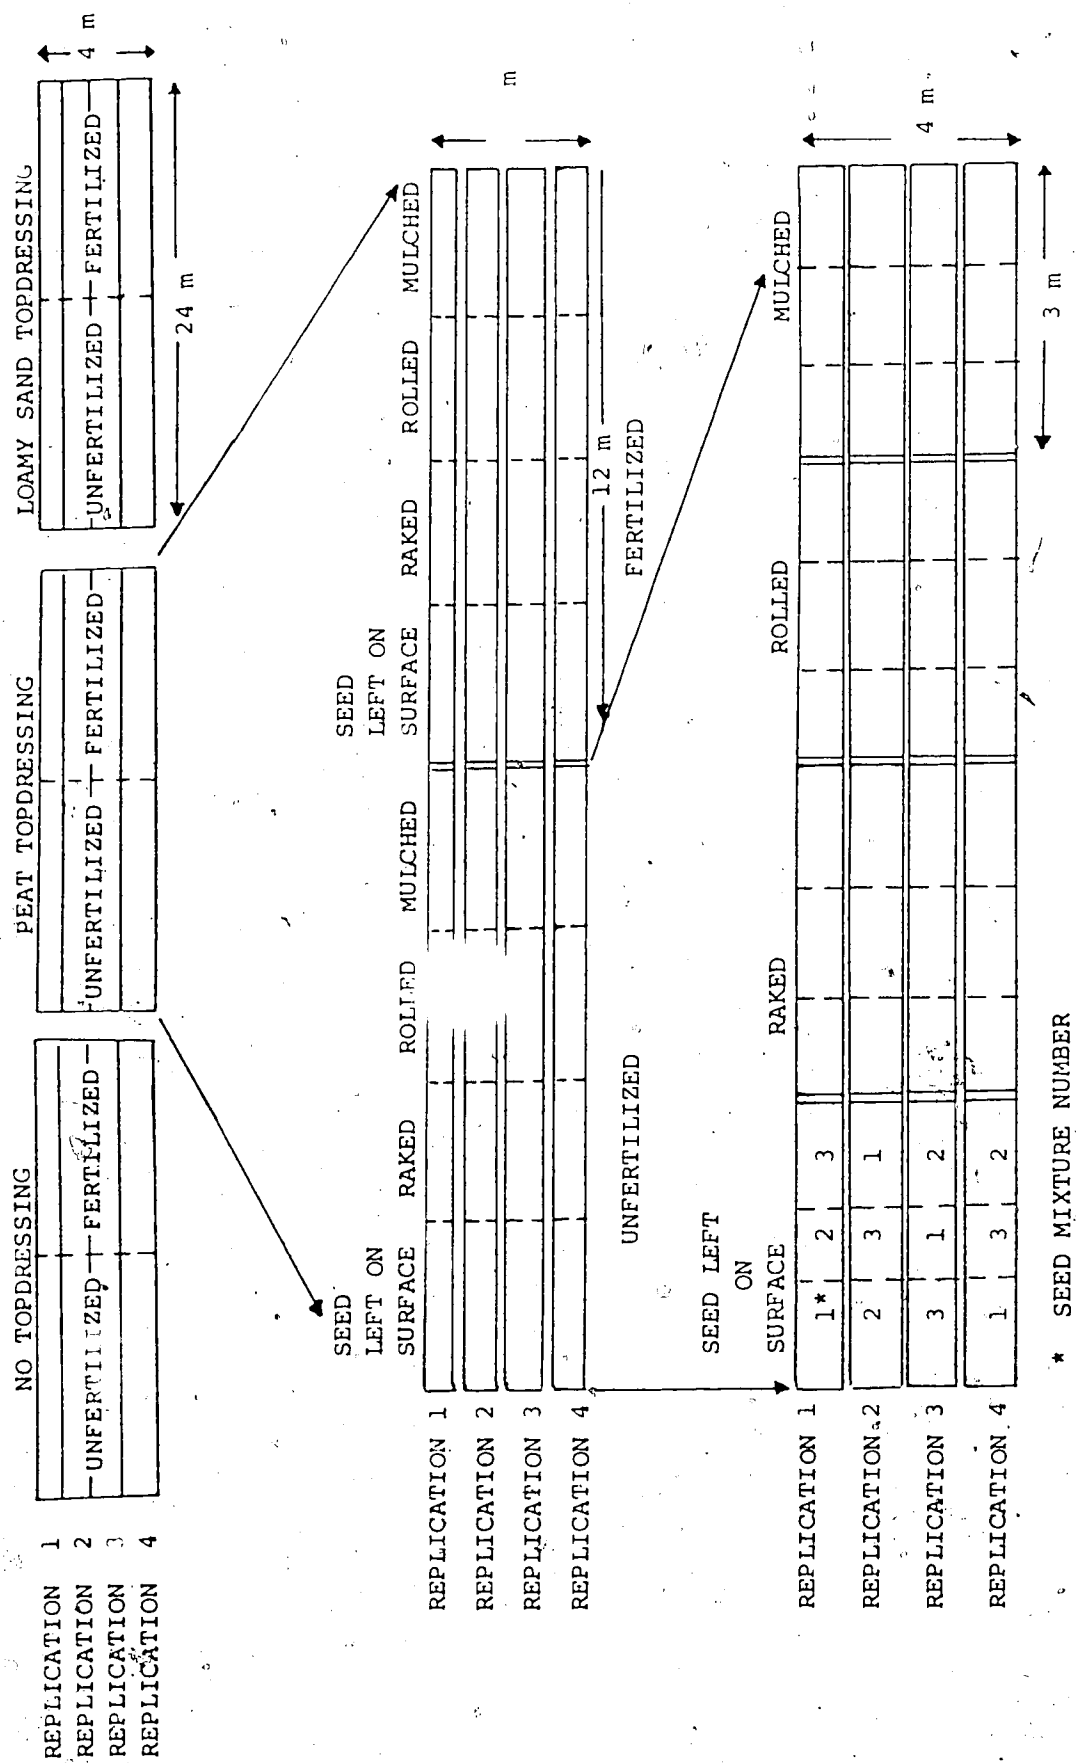 NO TOPDRESSING PEAT TOPDRESSING LOAMY SAND TOPDRESSING
REPLICATION 1
REPLICATION 2 UNFERTILIZED FERTILIZED UNFERTILIZED FERTILIZED UNFERTILIZED FERTILIZED 4 m
REPLICATION 3
REPLICATION 4
24 m
SEED SEED
LEFT ON LEFT ON
SURFACE RAKED ROLLED MULCHED SURFACE RAKED ROLLED MULCHED
REPLICATION 1
REPLICATION 2
REPLICATION 3 m
REPLICATION 4
12 m
UNFERTILIZED FERTILIZED
SEED LEFT
ON
SURFACE RAKED ROLLED MULCHED
REPLICATION 1 1* 2 3
REPLICATION 2 2 3 1
REPLICATION 3 3 1 2 4 m
REPLICATION 4 1 3 2
3 m
* SEED MIXTURE NUMBER